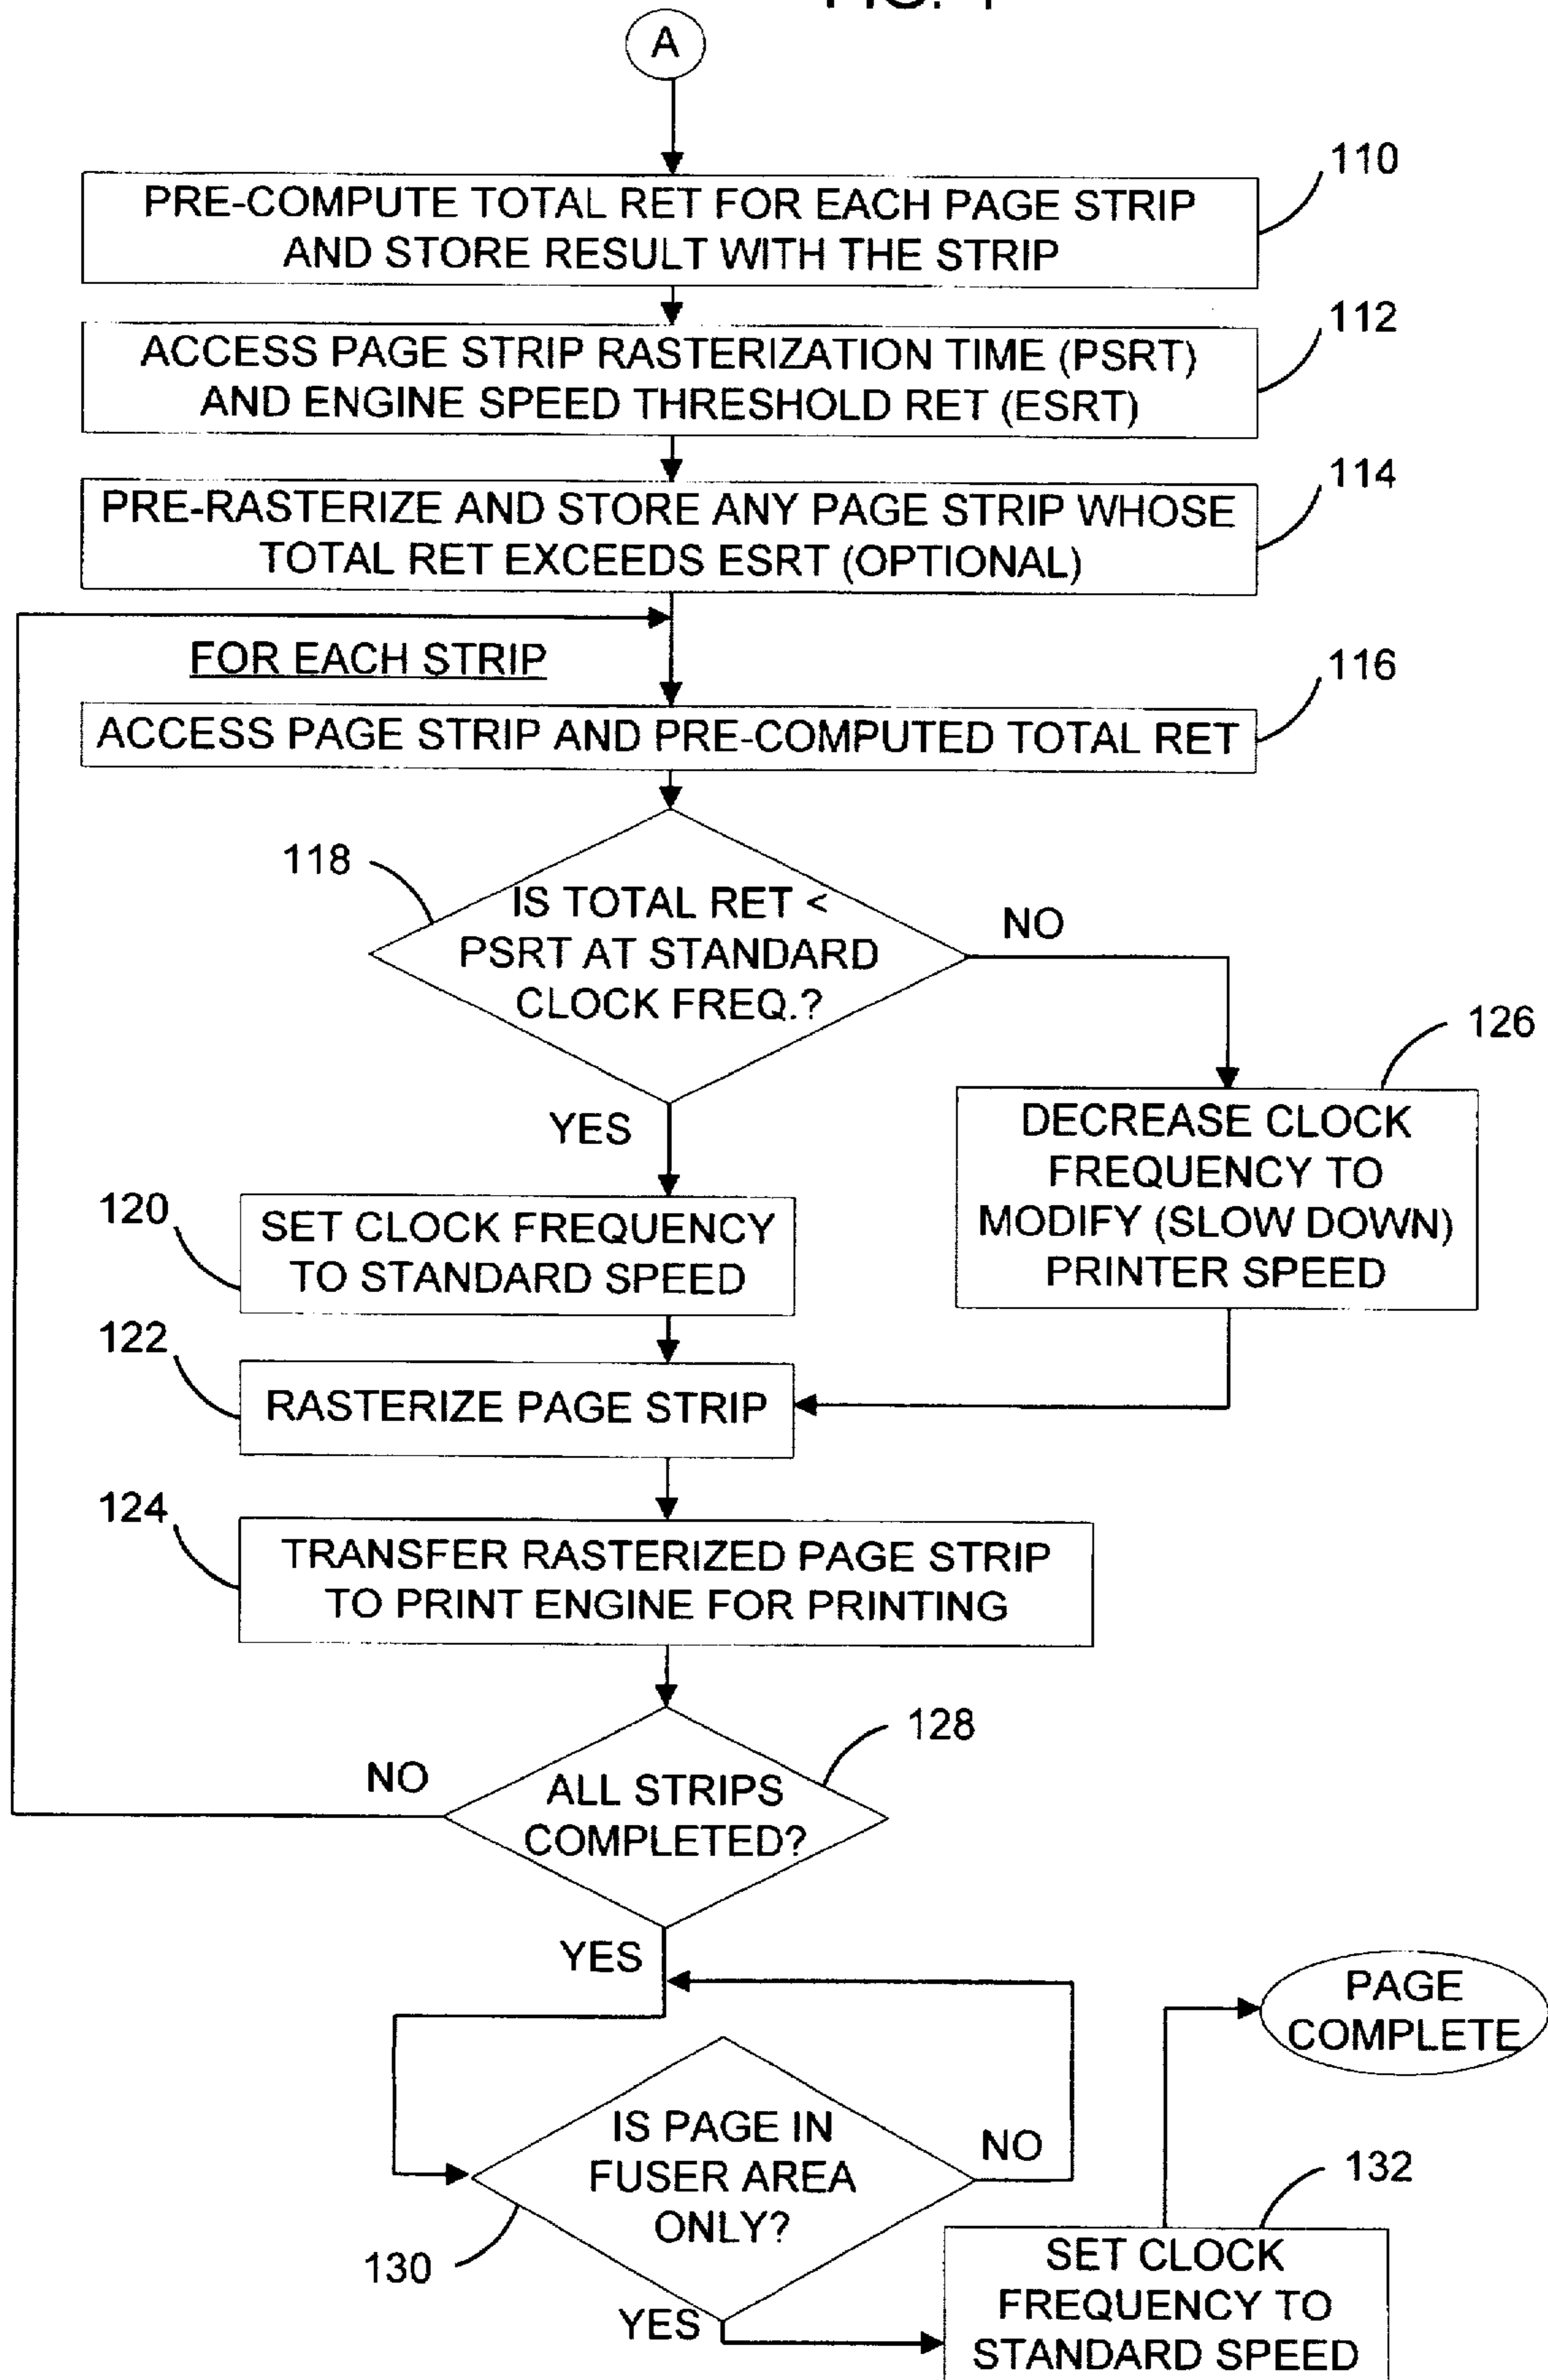 A
110
PRE-COMPUTE TOTAL RET FOR EACH PAGE STRIP
AND STORE RESULT WITH THE STRIP
112
ACCESS PAGE STRIP RASTERIZATION TIME (PSRT)
AND ENGINE SPEED THRESHOLD RET (ESRT)
114
PRE-RASTERIZE AND STORE ANY PAGE STRIP WHOSE
TOTAL RET EXCEEDS ESRT (OPTIONAL)
FOR EACH STRIP
116
ACCESS PAGE STRIP AND PRE-COMPUTED TOTAL RET
118
IS TOTAL RET <
PSRT AT STANDARD
CLOCK FREQ.?
NO
126
DECREASE CLOCK
FREQUENCY TO
MODIFY (SLOW DOWN)
PRINTER SPEED
YES
120
SET CLOCK FREQUENCY
TO STANDARD SPEED
122
RASTERIZE PAGE STRIP
124
TRANSFER RASTERIZED PAGE STRIP
TO PRINT ENGINE FOR PRINTING
128
NO
ALL STRIPS
COMPLETED?
YES
PAGE
COMPLETE
IS PAGE IN
FUSER AREA
ONLY?
NO
130
132
YES
SET CLOCK
FREQUENCY TO
STANDARD SPEED